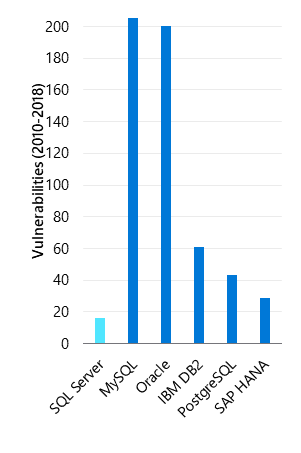 Vulnerabilities (2010-2018)
200
180
160
140
120
100
80
60
40
20
0
SQL Server
MySQL
Oracle
IBM DB2
PostgreSQL
SAP HANA